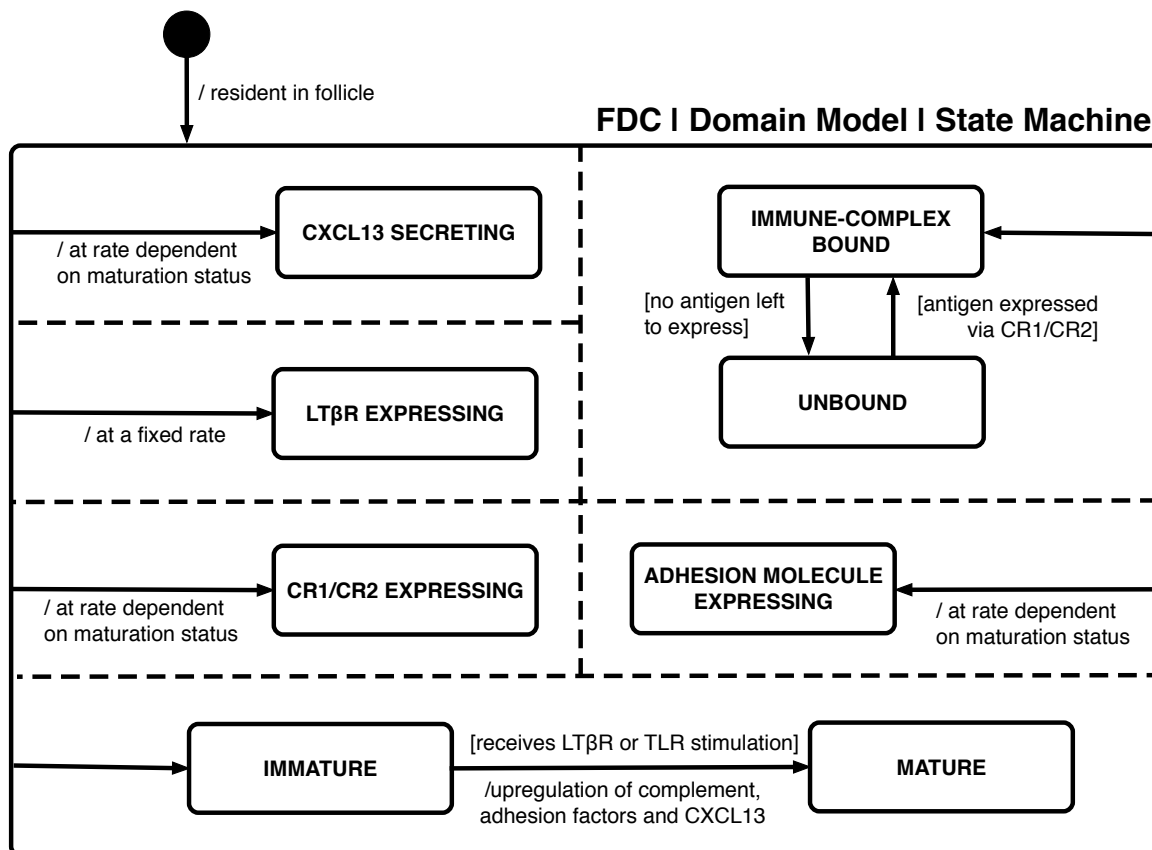 / resident in follicle
FDC | Domain Model | State Machine
CXCL13 SECRETING
/ at rate dependent
on maturation status
IMMUNE-COMPLEX
BOUND
[no antigen left
to express]
[antigen expressed
via CR1/CR2]
UNBOUND
LTβR EXPRESSING
/ at a fixed rate
CR1/CR2 EXPRESSING
/ at rate dependent
on maturation status
ADHESION MOLECULE
EXPRESSING
/ at rate dependent
on maturation status
IMMATURE
[receives LTβR or TLR stimulation]
/upregulation of complement,
adhesion factors and CXCL13
MATURE